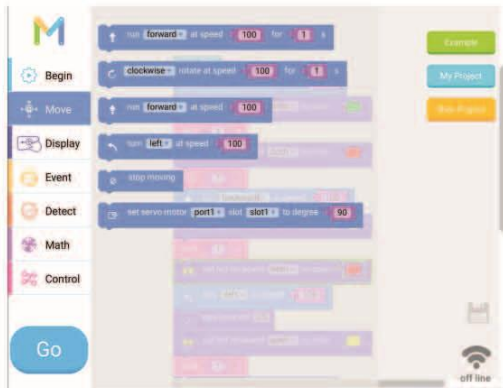 M
run forward at speed 100 for 1 s
Example
Begin
clockwise rotate at speed 100 for 1 s
My Project
Move
run forward at speed 100
Display
turn left at speed 100
Event
stop moving
Detect
set servo motor port1 slot slot1 to degree 90
Math
Control
Go
off line